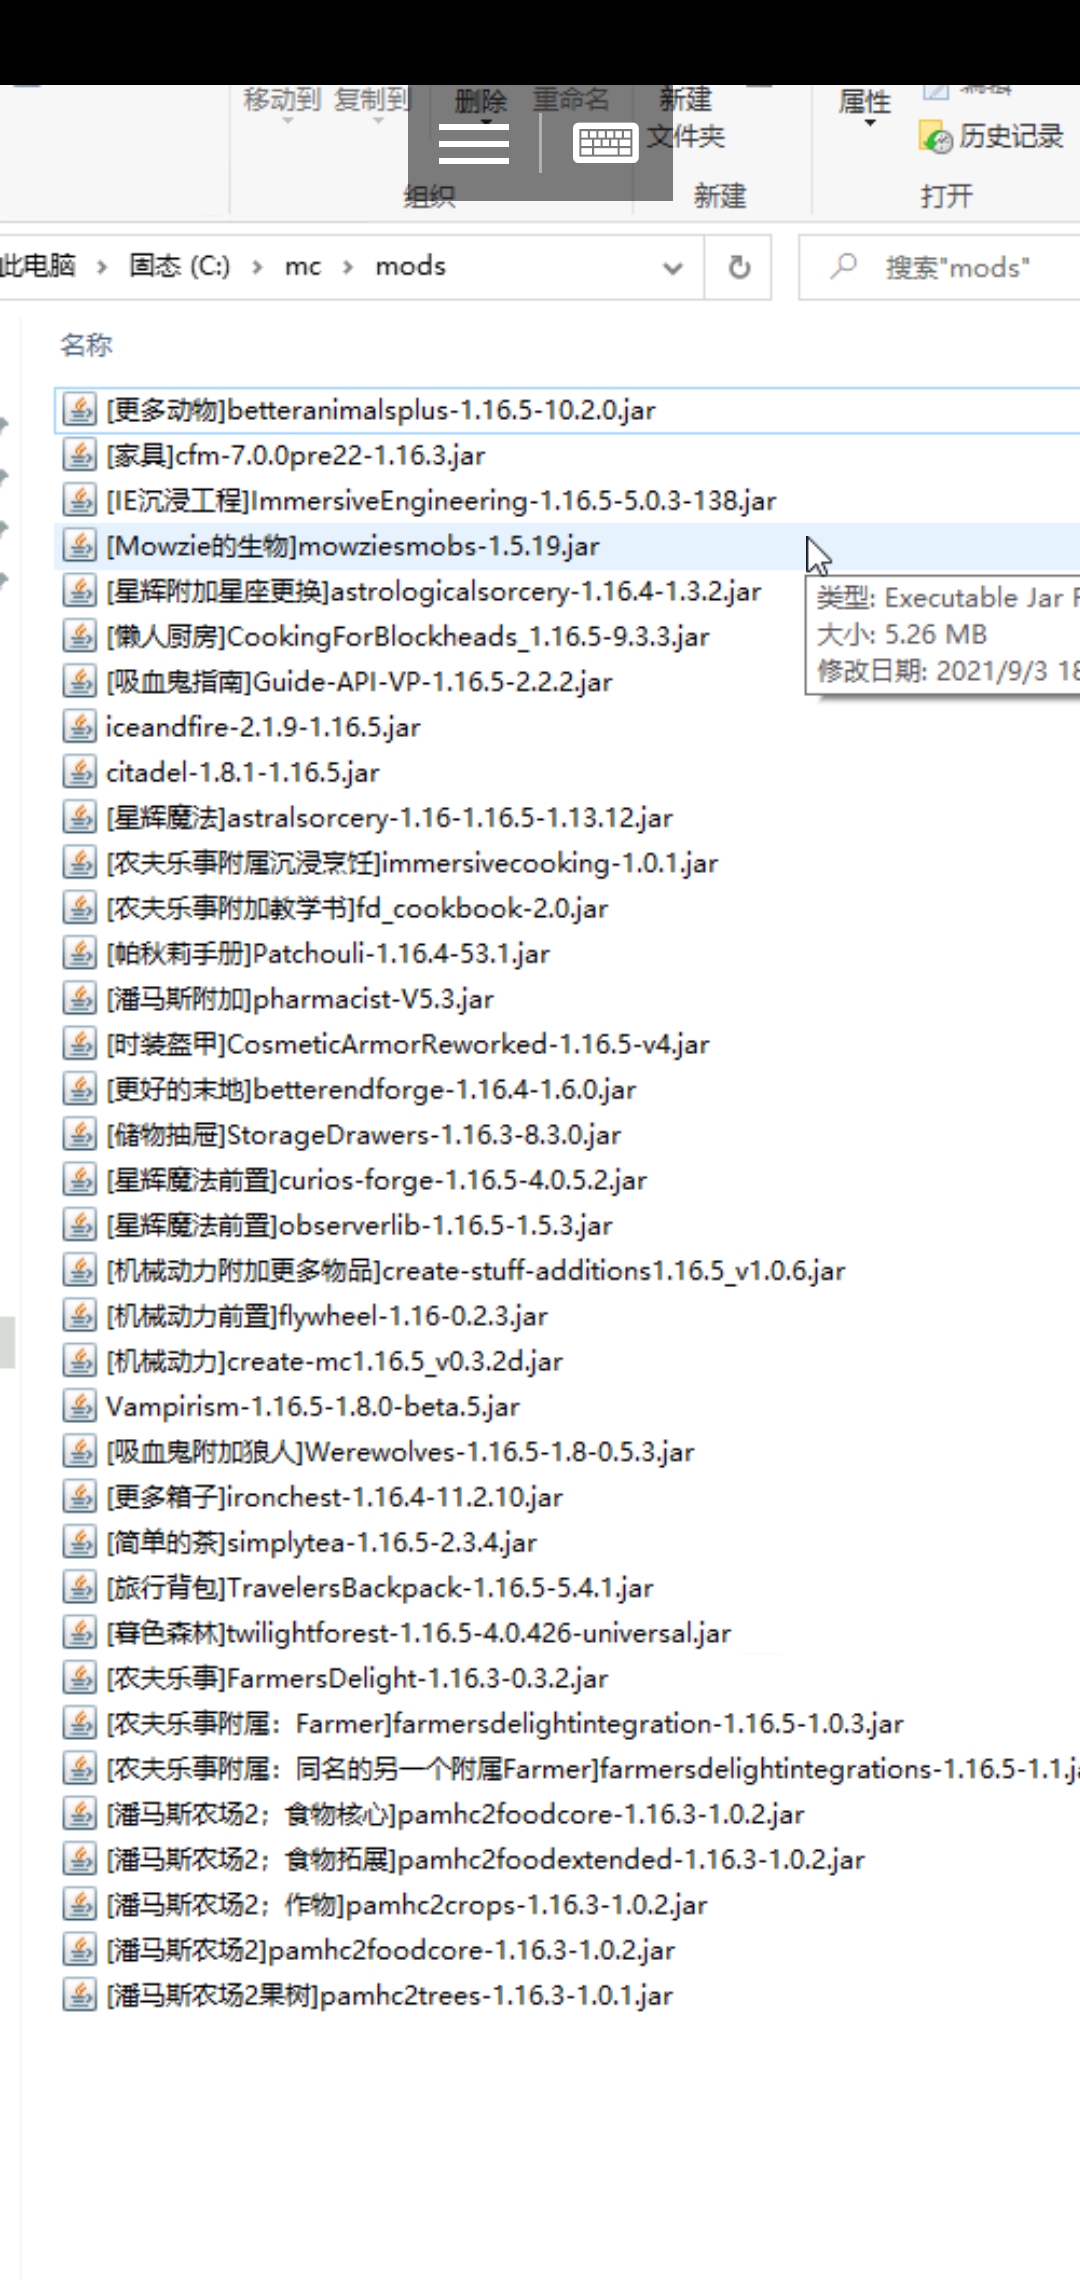 移动到 复制到 删除 重命名 新建 属性
文件夹 历史记录
组织 新建 打开
此电脑 › 固态 (C:) › mc › mods 搜索"mods"
名称
[更多动物]betteranimalsplus-1.16.5-10.2.0.jar
[家具]cfm-7.0.0pre22-1.16.3.jar
[IE沉浸工程]ImmersiveEngineering-1.16.5-5.0.3-138.jar
[Mowzie的生物]mowziesmobs-1.5.19.jar
[星辉附加星座更换]astrologicalsorcery-1.16.4-1.3.2.jar
类型: Executable Jar F
[懒人厨房]CookingForBlockheads_1.16.5-9.3.3.jar
大小: 5.26 MB
[吸血鬼指南]Guide-API-VP-1.16.5-2.2.2.jar
修改日期: 2021/9/3 18
iceandfire-2.1.9-1.16.5.jar
citadel-1.8.1-1.16.5.jar
[星辉魔法]astralsorcery-1.16-1.16.5-1.13.12.jar
[农夫乐事附属沉浸烹饪]immersivecooking-1.0.1.jar
[农夫乐事附加教学书]fd_cookbook-2.0.jar
[帕秋莉手册]Patchouli-1.16.4-53.1.jar
[潘马斯附加]pharmacist-V5.3.jar
[时装盔甲]CosmeticArmorReworked-1.16.5-v4.jar
[更好的末地]betterendforge-1.16.4-1.6.0.jar
[储物抽屉]StorageDrawers-1.16.3-8.3.0.jar
[星辉魔法前置]curios-forge-1.16.5-4.0.5.2.jar
[星辉魔法前置]observerlib-1.16.5-1.5.3.jar
[机械动力附加更多物品]create-stuff-additions1.16.5_v1.0.6.jar
[机械动力前置]flywheel-1.16-0.2.3.jar
[机械动力]create-mc1.16.5_v0.3.2d.jar
Vampirism-1.16.5-1.8.0-beta.5.jar
[吸血鬼附加狼人]Werewolves-1.16.5-1.8-0.5.3.jar
[更多箱子]ironchest-1.16.4-11.2.10.jar
[简单的茶]simplytea-1.16.5-2.3.4.jar
[旅行背包]TravelersBackpack-1.16.5-5.4.1.jar
[暮色森林]twilightforest-1.16.5-4.0.426-universal.jar
[农夫乐事]FarmersDelight-1.16.3-0.3.2.jar
[农夫乐事附属：Farmer]farmersdelightintegration-1.16.5-1.0.3.jar
[农夫乐事附属：同名的另一个附属Farmer]farmersdelightintegrations-1.16.5-1.1.ja
[潘马斯农场2；食物核心]pamhc2foodcore-1.16.3-1.0.2.jar
[潘马斯农场2；食物拓展]pamhc2foodextended-1.16.3-1.0.2.jar
[潘马斯农场2；作物]pamhc2crops-1.16.3-1.0.2.jar
[潘马斯农场2]pamhc2foodcore-1.16.3-1.0.2.jar
[潘马斯农场2果树]pamhc2trees-1.16.3-1.0.1.jar